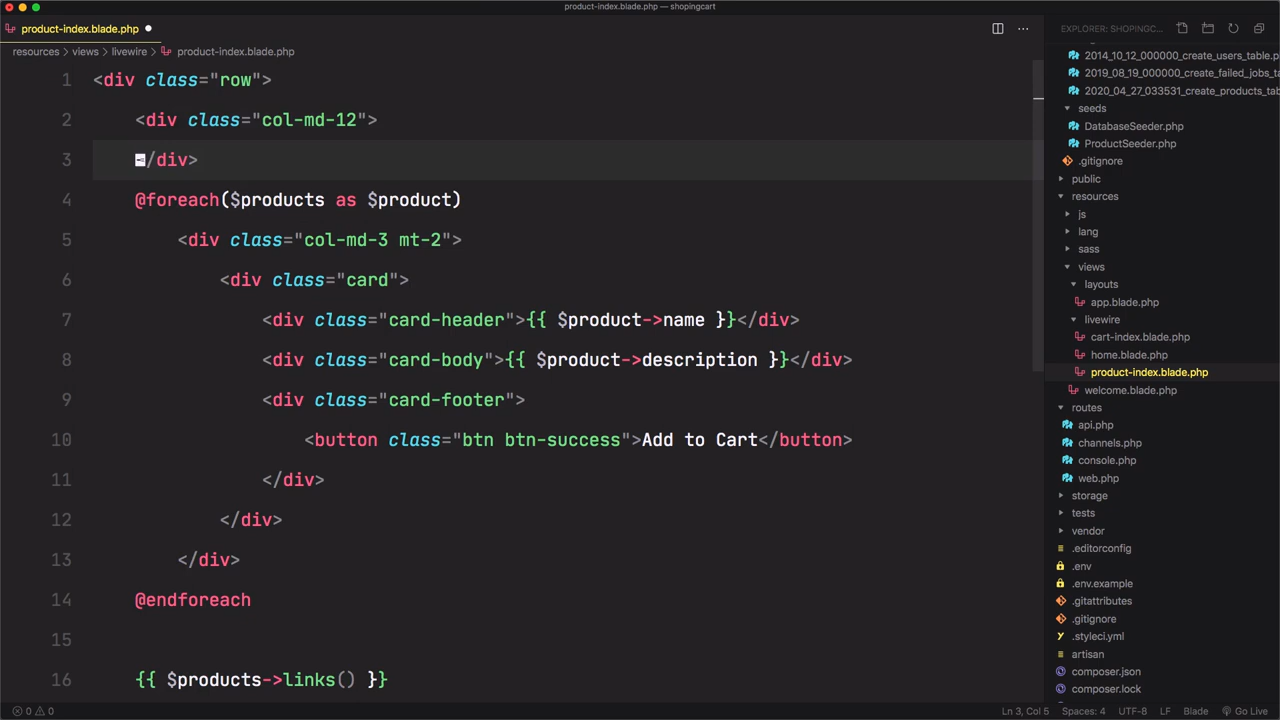 product-index.blade.php — shopingcart
product-index.blade.php
resources > views > livewire > product-index.blade.php
1 <div class="row">
2 <div class="col-md-12">
3 </div>
4 @foreach($products as $product)
5 <div class="col-md-3 mt-2">
6 <div class="card">
7 <div class="card-header">{{ $product->name }}</div>
8 <div class="card-body">{{ $product->description }}</div>
9 <div class="card-footer">
10 <button class="btn btn-success">Add to Cart</button>
11 </div>
12 </div>
13 </div>
14 @endforeach
15
16 {{ $products->links() }}
EXPLORER: SHOPINGC...
2014_10_12_000000_create_users_table.p
2019_08_19_000000_create_failed_jobs_ta
2020_04_27_033531_create_products_tab
seeds
DatabaseSeeder.php
ProductSeeder.php
.gitignore
public
resources
js
lang
sass
views
layouts
app.blade.php
livewire
cart-index.blade.php
home.blade.php
product-index.blade.php
welcome.blade.php
routes
api.php
channels.php
console.php
web.php
storage
tests
vendor
.editorconfig
.env
.env.example
.gitattributes
.gitignore
.styleci.yml
artisan
composer.json
composer.lock
0 0
Ln 3, Col 5 Spaces: 4 UTF-8 LF Blade Go Live